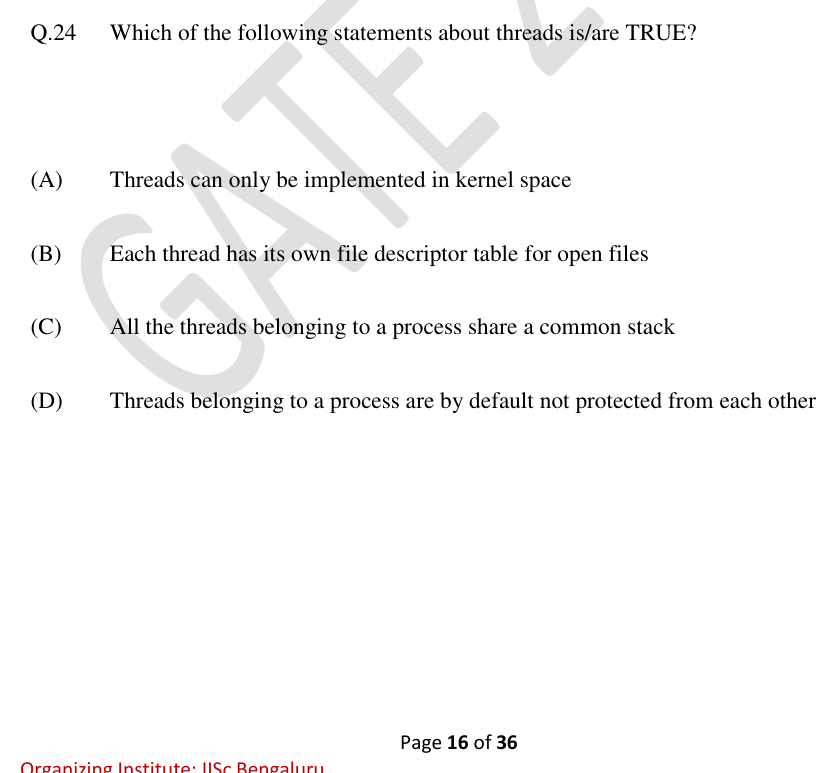 Q.24 Which of the following statements about threads is/are TRUE?
(A) Threads can only be implemented in kernel space
(B) Each thread has its own file descriptor table for open files
(C) All the threads belonging to a process share a common stack
(D) Threads belonging to a process are by default not protected from each other
GATE 2
Page 16 of 36
Organizing Institute: IISc Bengaluru